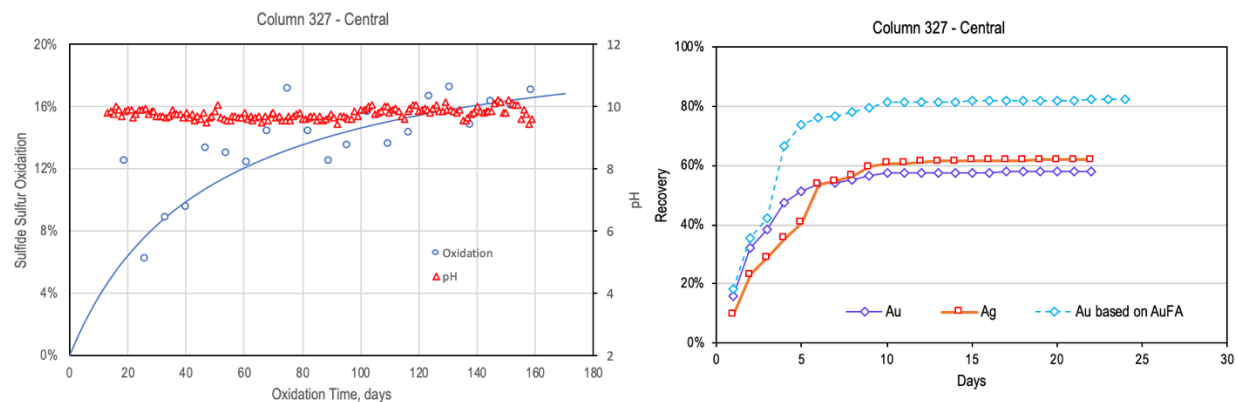 Column 327 - Central
20%
16%
12%
8%
4%
0%
Sulfide Sulfur Oxidaition
12
10
8
6
4
2
pH
Oxidation
pH
0 20 40 60 80 100 120 140 160 180
Oxidation Time, days
Column 327 - Central
100%
80%
60%
40%
20%
0%
Recovery
Au Ag Au based on AuFA
0 5 10 15 20 25 30
Days